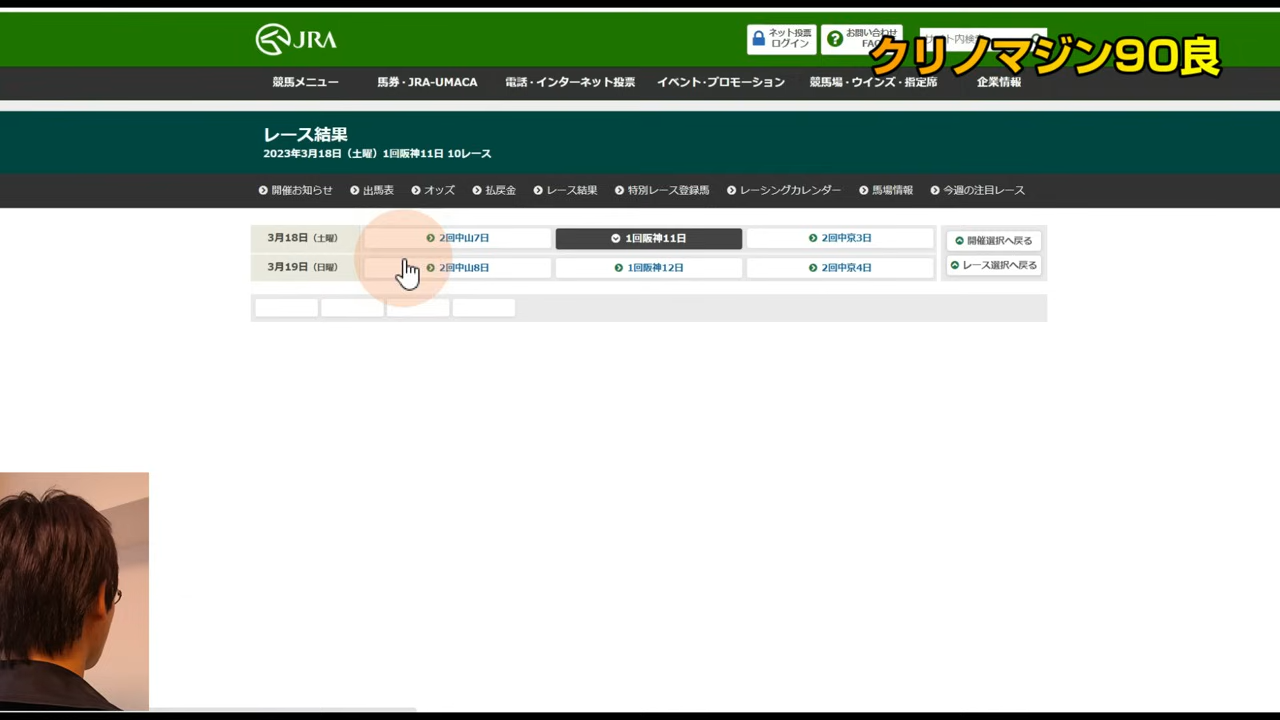 JRA
ネット投票
ログイン
お問い合わせ
FAQ
サイト内検索
クリノマジン90良
競馬メニュー
馬券・JRA-UMACA
電話・インターネット投票
イベント・プロモーション
競馬場・ウインズ・指定席
企業情報
レース結果
2023年3月18日（土曜）1回阪神11日 10レース
開催お知らせ
出馬表
オッズ
払戻金
レース結果
特別レース登録馬
レーシングカレンダー
馬場情報
今週の注目レース
3月18日（土曜）
2回中山7日
1回阪神11日
2回中京3日
開催選択へ戻る
3月19日（日曜）
2回中山8日
1回阪神12日
2回中京4日
レース選択へ戻る